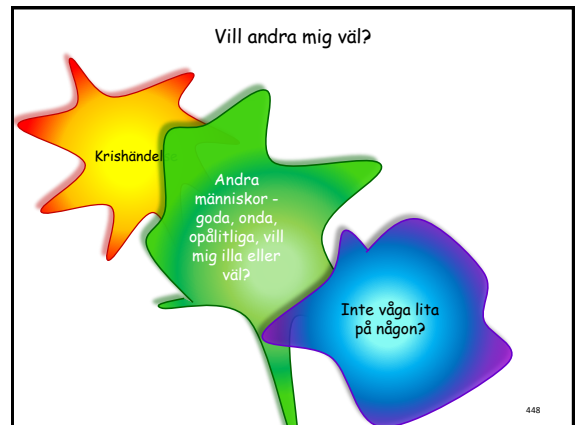 Vill andra mig väl?
Krishändel
Andra
människor -
goda, onda,
opålitliga, vill
mig illa eller
väl?
Inte våga lita
på någon?
448